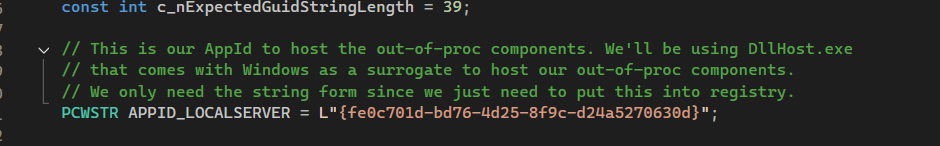 const int c_nExpectedGuidStringLength = 39;
// This is our AppId to host the out-of-proc components. We'll be using DllHost.exe
// that comes with Windows as a surrogate to host our out-of-proc components.
// We only need the string form since we just need to put this into registry.
PCWSTR APPID_LOCALSERVER = L"{fe0c701d-bd76-4d25-8f9c-d24a5270630d}";